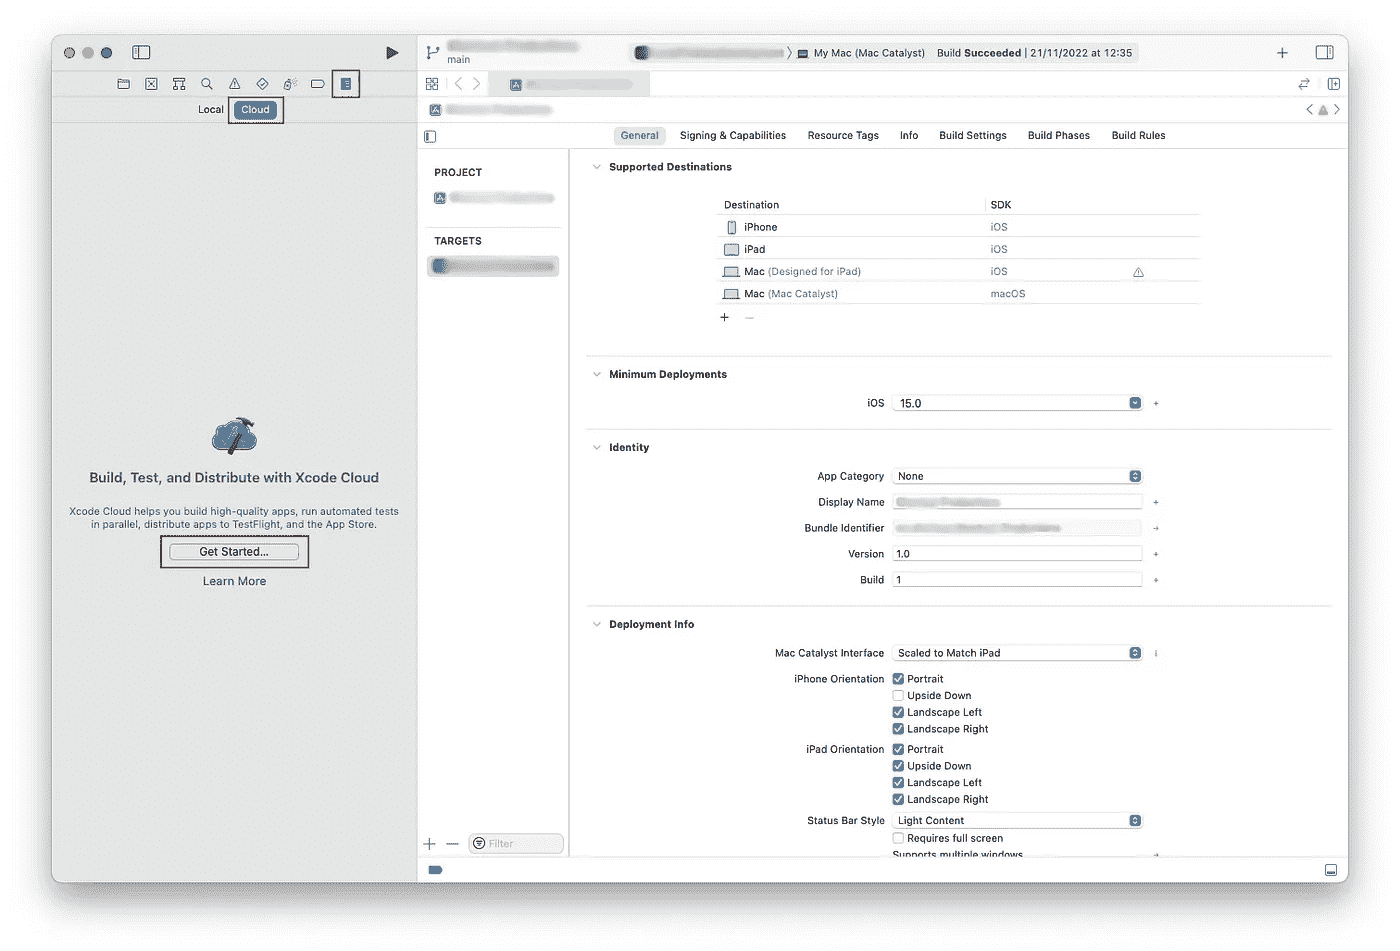 main
My Mac (Mac Catalyst) Build Succeeded | 21/11/2022 at 12:35
Local Cloud
General Signing & Capabilities Resource Tags Info Build Settings Build Phases Build Rules
Build, Test, and Distribute with Xcode Cloud
Xcode Cloud helps you build high-quality apps, run automated tests
in parallel, distribute apps to TestFlight, and the App Store.
Get Started...
Learn More
PROJECT
TARGETS
Filter
Supported Destinations
Destination SDK
iPhone iOS
iPad iOS
Mac (Designed for iPad) iOS
Mac (Mac Catalyst) macOS
Minimum Deployments
iOS 15.0
Identity
App Category None
Display Name
Bundle Identifier
Version 1.0
Build 1
Deployment Info
Mac Catalyst Interface Scaled to Match iPad
iPhone Orientation Portrait
Upside Down
Landscape Left
Landscape Right
iPad Orientation Portrait
Upside Down
Landscape Left
Landscape Right
Status Bar Style Light Content
Requires full screen
Supports multiple windows